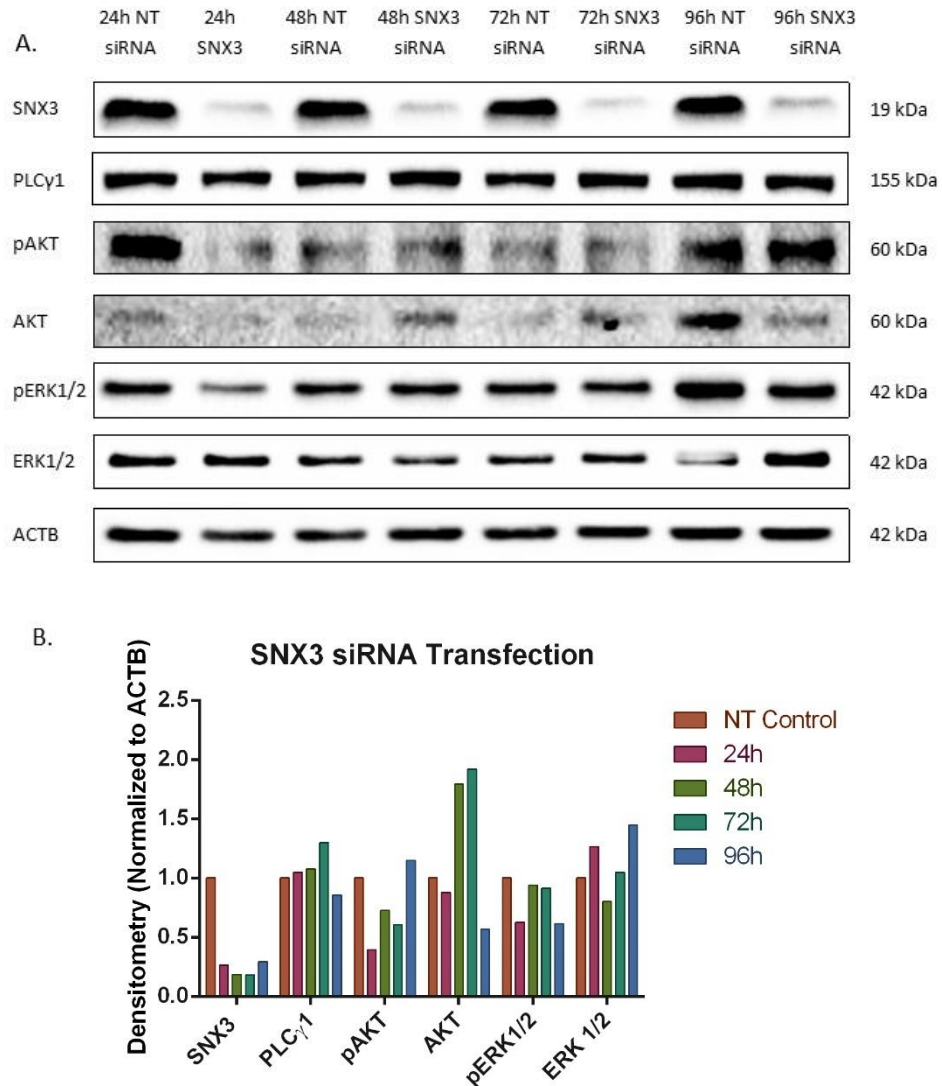 A.
24h NT 24h 48h NT 48h SNX3 72h NT 72h SNX3 96h NT 96h SNX3
siRNA SNX3 siRNA siRNA siRNA siRNA siRNA siRNA
SNX3 19 kDa
PLCγ1 155 kDa
pAKT 60 kDa
AKT 60 kDa
pERK1/2 42 kDa
ERK1/2 42 kDa
ACTB 42 kDa
B.
SNX3 siRNA Transfection
Densitometry (Normalized to ACTB)
2.5
2.0
1.5
1.0
0.5
0.0
SNX3
PLCγ1
pAKT
AKT
pERK1/2
ERK 1/2
NT Control
24h
48h
72h
96h